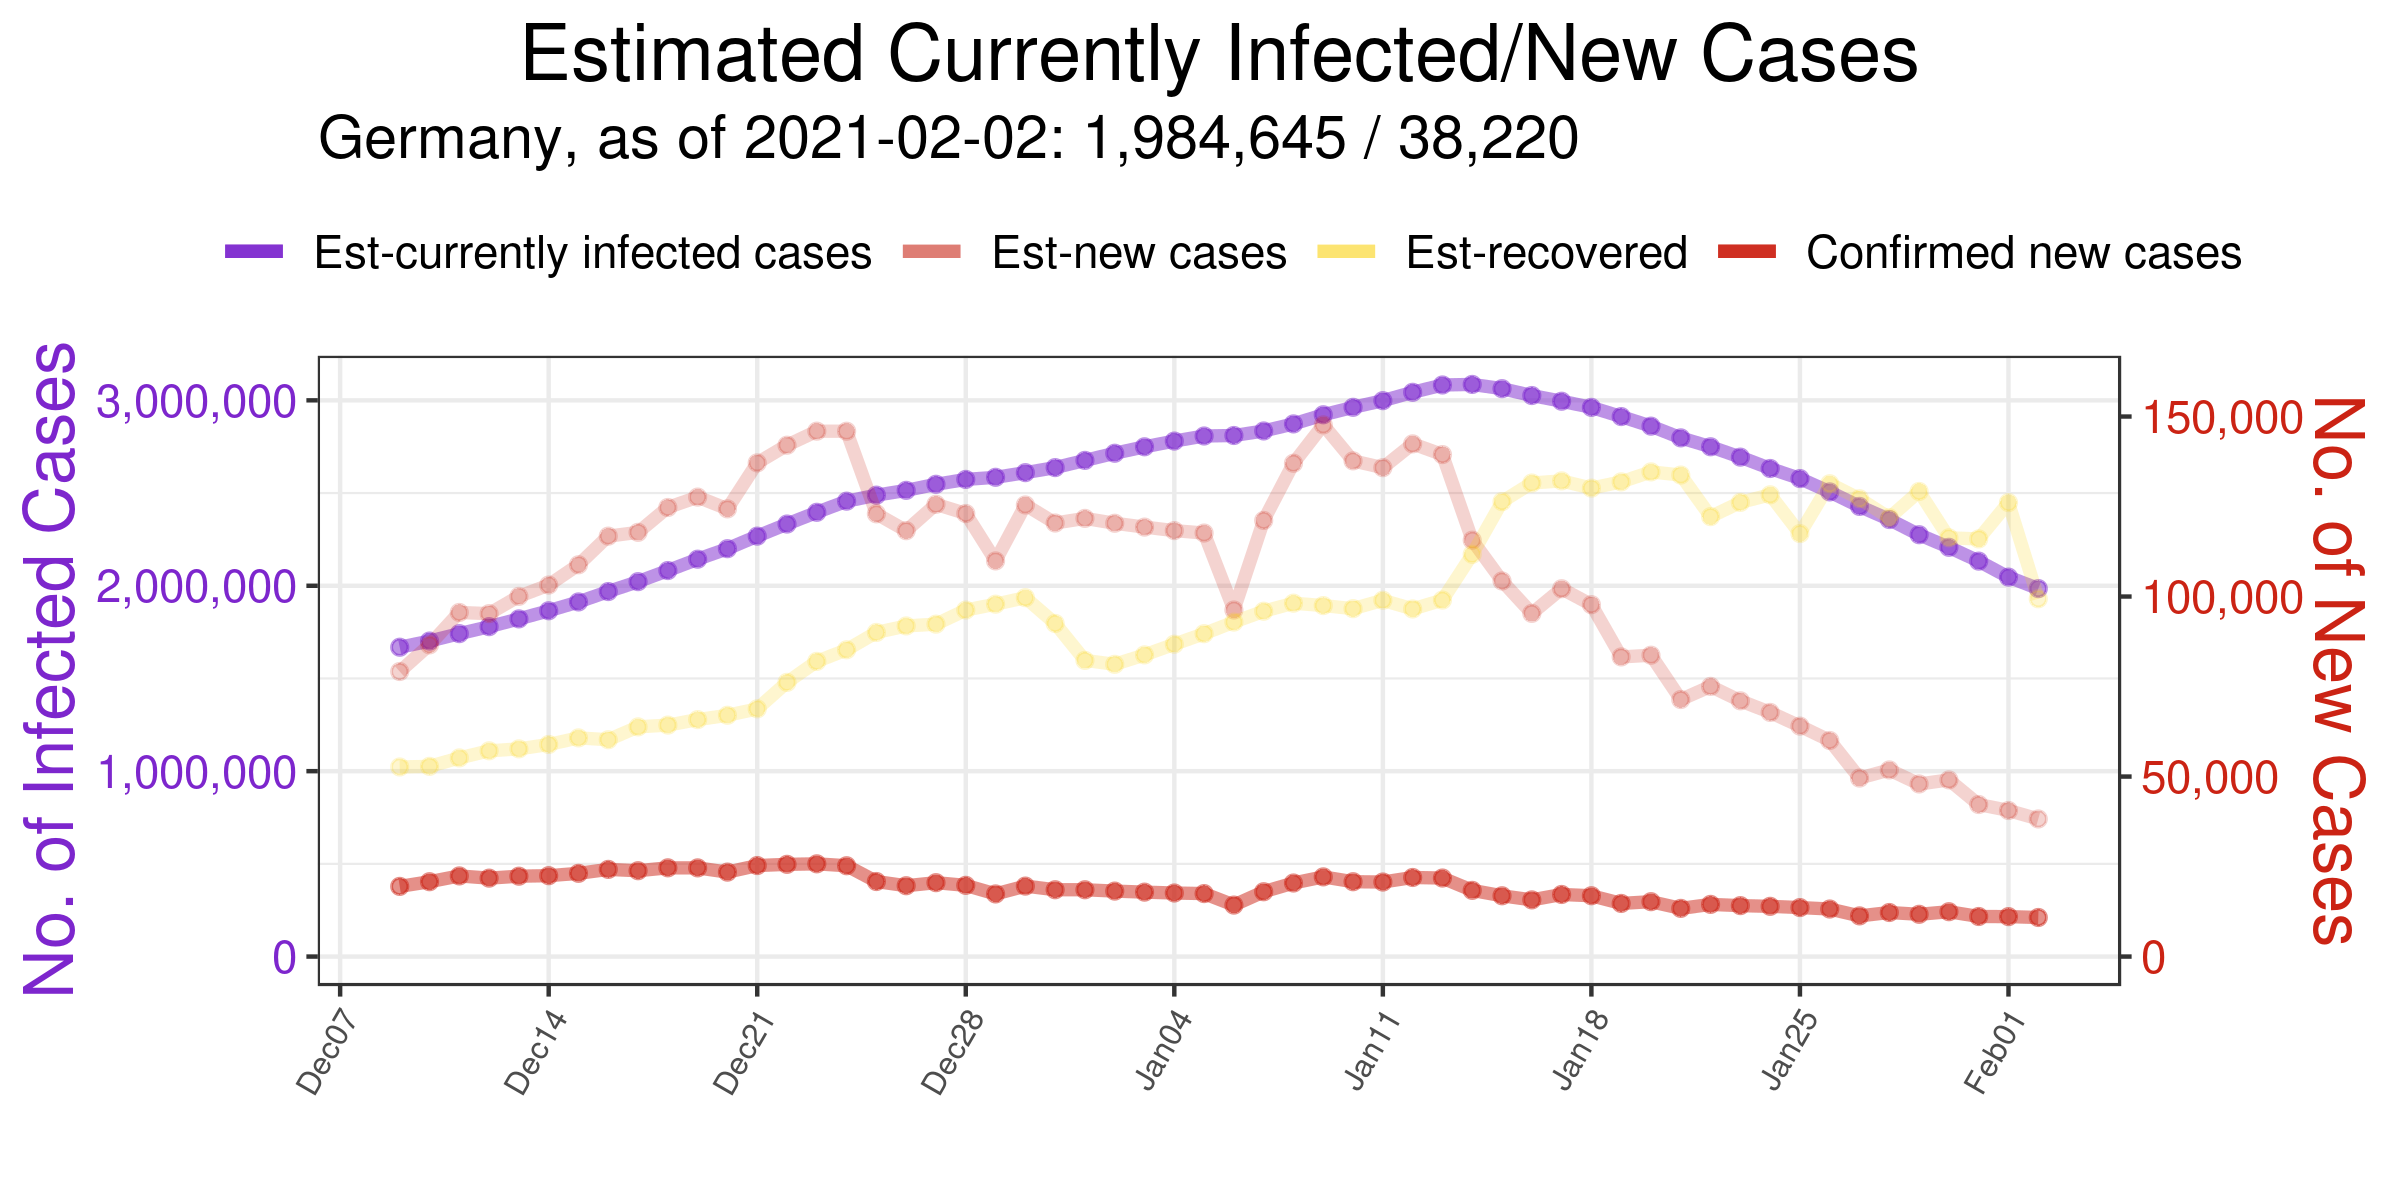 Estimated Currently Infected/New Cases
Germany, as of 2021-02-02: 1,984,645 / 38,220
Est-currently infected cases Est-new cases Est-recovered Confirmed new cases
No. of Infected Cases
3,000,000
2,000,000
1,000,000
0
150,000
100,000
50,000
0
No. of New Cases
Dec07 Dec14 Dec21 Dec28 Jan04 Jan11 Jan18 Jan25 Feb01